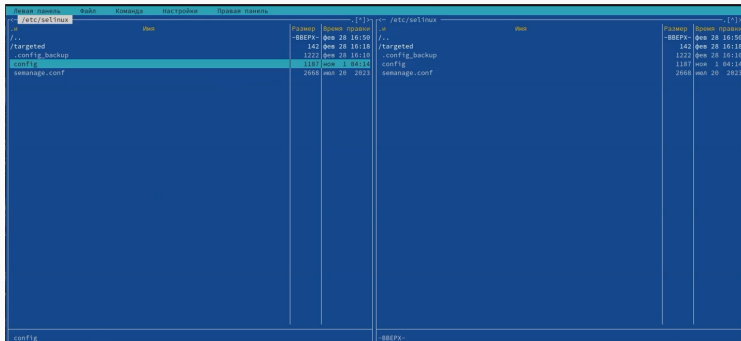 Левая панель Файл Команда Настройки Правая панель
<- /etc/selinux .[^]>
.и Имя Размер Время правки
/.. -ВВЕРХ- фев 28 16:50
/targeted 142 фев 28 16:18
.config_backup 1222 фев 28 16:10
config 1187 ноя 1 04:14
semanage.conf 2668 июл 20 2023
config
<- /etc/selinux .[^]>
.и Имя Размер Время правки
/.. -ВВЕРХ- фев 28 16:50
/targeted 142 фев 28 16:18
.config_backup 1222 фев 28 16:10
config 1187 ноя 1 04:14
semanage.conf 2668 июл 20 2023
-ВВЕРХ-